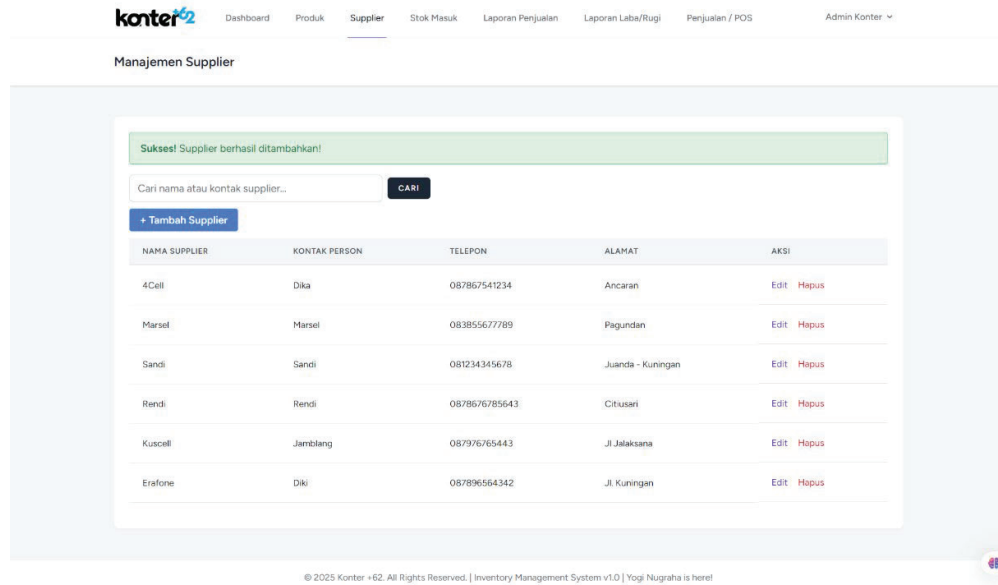 konter+62 Dashboard Produk Supplier Stok Masuk Laporan Penjualan Laporan Laba/Rugi Penjualan / POS Admin Konter
Manajemen Supplier
Sukses! Supplier berhasil ditambahkan!
Cari nama atau kontak supplier... CARI
+ Tambah Supplier
NAMA SUPPLIER KONTAK PERSON TELEPON ALAMAT AKSI
4Cell Dika 087867541234 Ancaran Edit Hapus
Marsel Marsel 083855677789 Pagundan Edit Hapus
Sandi Sandi 081234345678 Juanda - Kuningan Edit Hapus
Rendi Rendi 0878676785643 Citiusari Edit Hapus
Kuscell Jamblang 087976765443 Jl Jalaksana Edit Hapus
Erafone Diki 087896564342 Jl. Kuningan Edit Hapus
© 2025 Konter +62. All Rights Reserved. | Inventory Management System v1.0 | Yogi Nugraha is here!